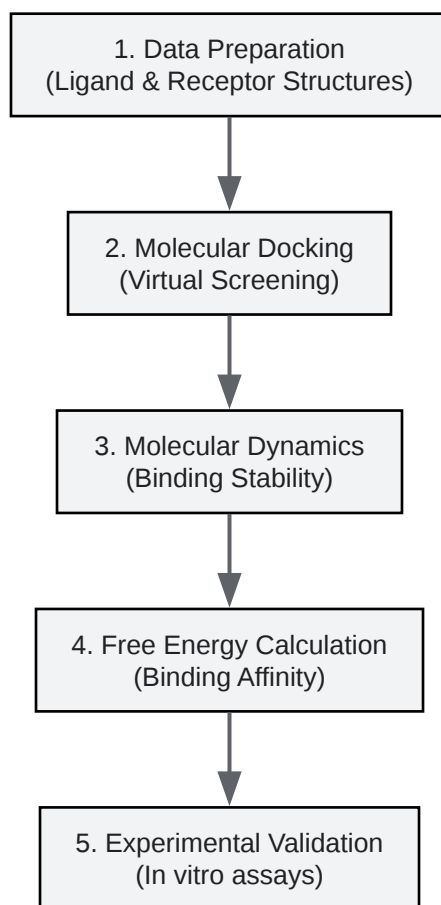 1. Data Preparation
(Ligand & Receptor Structures)
2. Molecular Docking
(Virtual Screening)
3. Molecular Dynamics
(Binding Stability)
4. Free Energy Calculation
(Binding Affinity)
5. Experimental Validation
(In vitro assays)